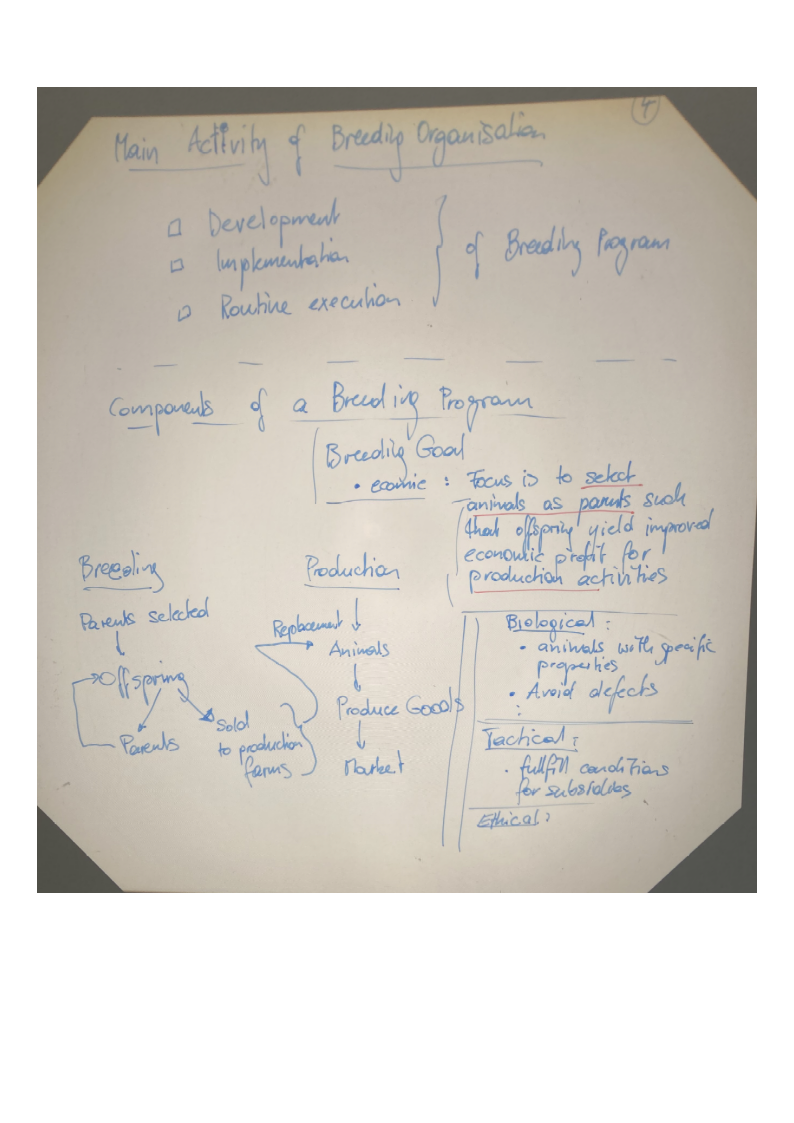 4
Main Activity of Breeding Organisation
Development
Implementation
Routine execution
of Breeding Program
Components of a Breeding Program
Breeding Goal
• ecomic : Focus is to select
animals as parents such
that offspring yield improved
economic profit for
production activities
Breeding
Parents selected
Offspring
Parents
Sold
to production
farms
Production
Replacement
Animals
Produce Goods
Market
Biological :
• animals with specific
properties
• Avoid defects
:
Tactical :
• fullfill conditions
for subsidies
Ethical :